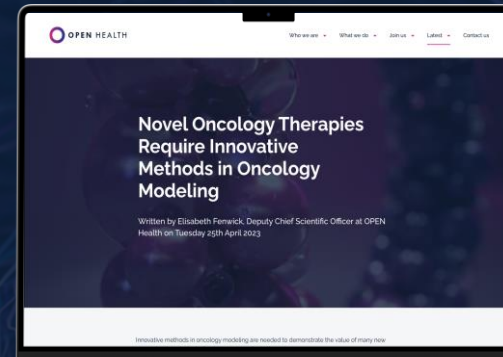 OPEN HEALTH
Who we are What we do Join us Latest Contact us
Novel Oncology Therapies
Require Innovative
Methods in Oncology
Modeling
Written by Elisabeth Fenwick, Deputy Chief Scientific Officer at OPEN
Health on Tuesday 25th April 2023
Innovative methods in oncology modeling are needed to demonstrate the value of many new